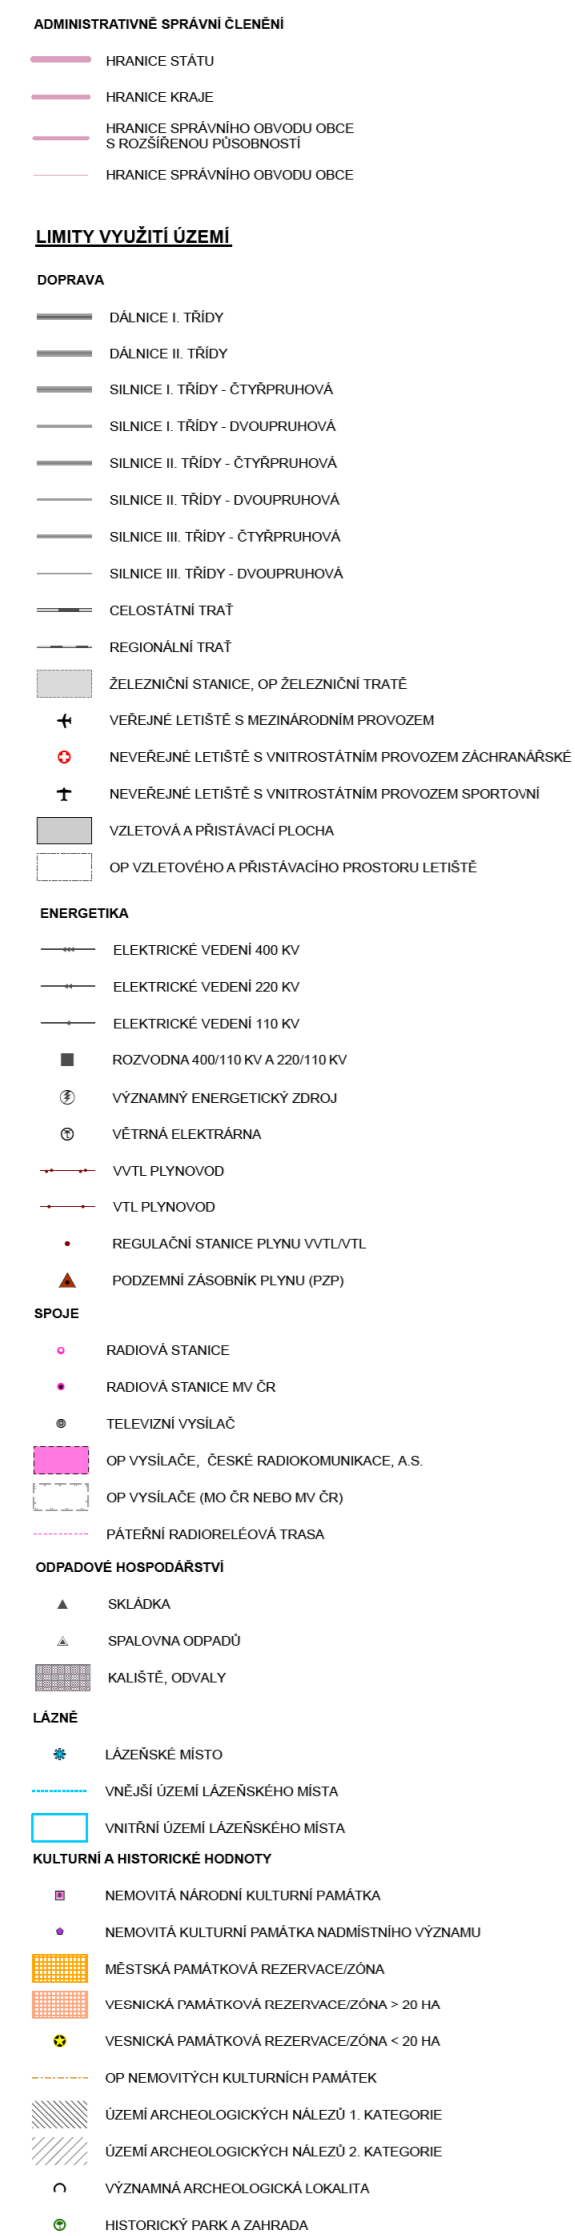 ADMINISTRATIVNĚ SPRÁVNÍ ČLENĚNÍ
HRANICE STÁTU
HRANICE KRAJE
HRANICE SPRÁVNÍHO OBVODU OBCE
S ROZŠÍŘENOU PŮSOBNOSTÍ
HRANICE SPRÁVNÍHO OBVODU OBCE
LIMITY VYUŽITÍ ÚZEMÍ
DOPRAVA
DÁLNICE I. TŘÍDY
DÁLNICE II. TŘÍDY
SILNICE I. TŘÍDY - ČTYŘPRUHOVÁ
SILNICE I. TŘÍDY - DVOUPRUHOVÁ
SILNICE II. TŘÍDY - ČTYŘPRUHOVÁ
SILNICE II. TŘÍDY - DVOUPRUHOVÁ
SILNICE III. TŘÍDY - ČTYŘPRUHOVÁ
SILNICE III. TŘÍDY - DVOUPRUHOVÁ
CELOSTÁTNÍ TRAŤ
REGIONÁLNÍ TRAŤ
ŽELEZNIČNÍ STANICE, OP ŽELEZNIČNÍ TRATĚ
VEŘEJNÉ LETIŠTĚ S MEZINÁRODNÍM PROVOZEM
NEVEŘEJNÉ LETIŠTĚ S VNITROSTÁTNÍM PROVOZEM ZÁCHRANÁŘSKÉ
NEVEŘEJNÉ LETIŠTĚ S VNITROSTÁTNÍM PROVOZEM SPORTOVNÍ
VZLETOVÁ A PŘISTÁVACÍ PLOCHA
OP VZLETOVÉHO A PŘISTÁVACÍHO PROSTORU LETIŠTĚ
ENERGETIKA
ELEKTRICKÉ VEDENÍ 400 KV
ELEKTRICKÉ VEDENÍ 220 KV
ELEKTRICKÉ VEDENÍ 110 KV
ROZVODNA 400/110 KV A 220/110 KV
VÝZNAMNÝ ENERGETICKÝ ZDROJ
VĚTRNÁ ELEKTRÁRNA
VVTL PLYNOVOD
VTL PLYNOVOD
REGULAČNÍ STANICE PLYNU VVTL/VTL
PODZEMNÍ ZÁSOBNÍK PLYNU (PZP)
SPOJE
RADIOVÁ STANICE
RADIOVÁ STANICE MV ČR
TELEVIZNÍ VYSÍLAČ
OP VYSÍLAČE, ČESKÉ RADIOKOMUNIKACE, A.S.
OP VYSÍLAČE (MO ČR NEBO MV ČR)
PÁTEŘNÍ RADIORELÉOVÁ TRASA
ODPADOVÉ HOSPODÁŘSTVÍ
SKLÁDKA
SPALOVNA ODPADŮ
KALIŠTĚ, ODVALY
LÁZNĚ
LÁZEŇSKÉ MÍSTO
VNĚJŠÍ ÚZEMÍ LÁZEŇSKÉHO MÍSTA
VNITŘNÍ ÚZEMÍ LÁZEŇSKÉHO MÍSTA
KULTURNÍ A HISTORICKÉ HODNOTY
NEMOVITÁ NÁRODNÍ KULTURNÍ PAMÁTKA
NEMOVITÁ KULTURNÍ PAMÁTKA NADMÍSTNÍHO VÝZNAMU
MĚSTSKÁ PAMÁTKOVÁ REZERVACE/ZÓNA
VESNICKÁ PAMÁTKOVÁ REZERVACE/ZÓNA > 20 HA
VESNICKÁ PAMÁTKOVÁ REZERVACE/ZÓNA < 20 HA
OP NEMOVITÝCH KULTURNÍCH PAMÁTEK
ÚZEMÍ ARCHEOLOGICKÝCH NÁLEZŮ 1. KATEGORIE
ÚZEMÍ ARCHEOLOGICKÝCH NÁLEZŮ 2. KATEGORIE
VÝZNAMNÁ ARCHEOLOGICKÁ LOKALITA
HISTORICKÝ PARK A ZAHRADA